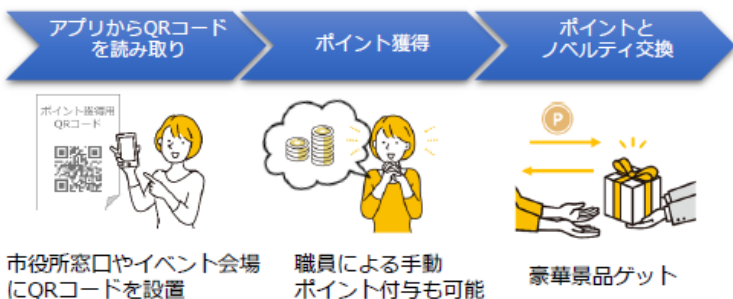 アプリからQRコード
を読み取り
ポイント獲得
ポイントと
ノベルティ交換
ポイント獲得用
QRコード
P
市役所窓口やイベント会場
にQRコードを設置
職員による手動
ポイント付与も可能
豪華景品ゲット